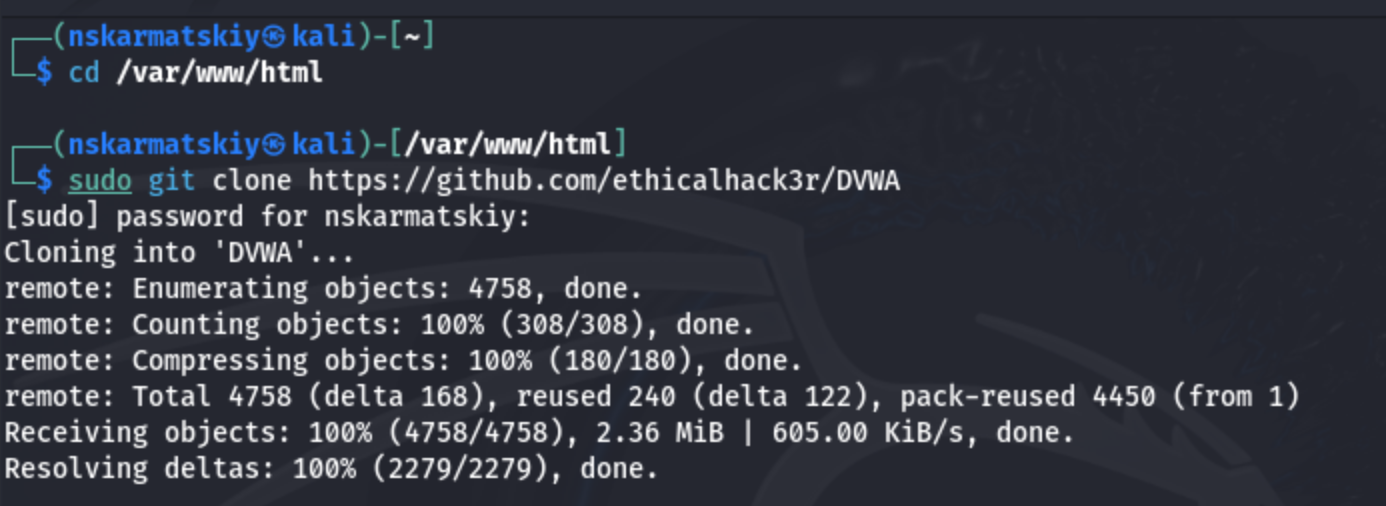 ┌──(nskarmatskiy㉿kali)-[~]
└─$ cd /var/www/html
┌──(nskarmatskiy㉿kali)-[/var/www/html]
└─$ sudo git clone https://github.com/ethicalhack3r/DVWA
[sudo] password for nskarmatskiy:
Cloning into 'DVWA'...
remote: Enumerating objects: 4758, done.
remote: Counting objects: 100% (308/308), done.
remote: Compressing objects: 100% (180/180), done.
remote: Total 4758 (delta 168), reused 240 (delta 122), pack-reused 4450 (from 1)
Receiving objects: 100% (4758/4758), 2.36 MiB | 605.00 KiB/s, done.
Resolving deltas: 100% (2279/2279), done.